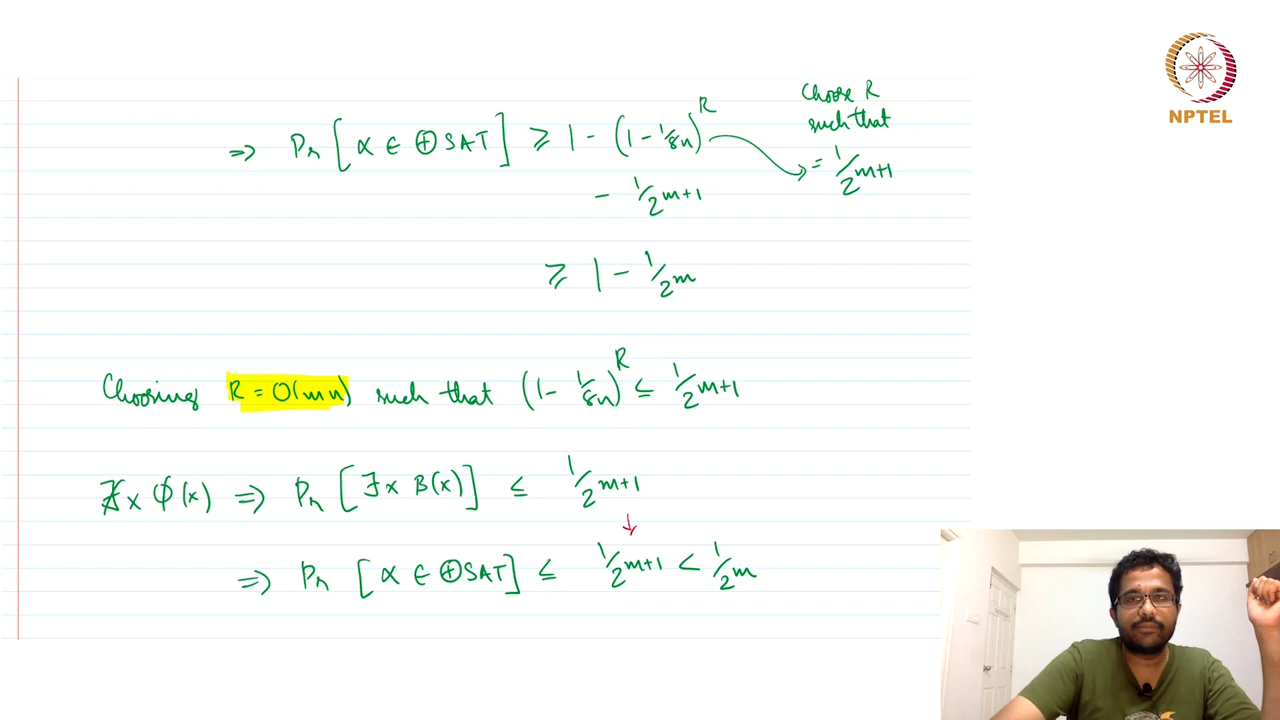 choose R
such that
= 1/2^{m+1}
⇒ Pr[α ∈ ⊕SAT] ≥ 1 - (1 - 1/8n)^R
- 1/2^{m+1}
≥ 1 - 1/2^m
Choosing R = O(mn) such that (1 - 1/8n)^R ≤ 1/2^{m+1}
∄x ϕ(x) ⇒ Pr[∃x β(x)] ≤ 1/2^{m+1}
↓
⇒ Pr[α ∈ ⊕SAT] ≤ 1/2^{m+1} < 1/2^m
NPTEL